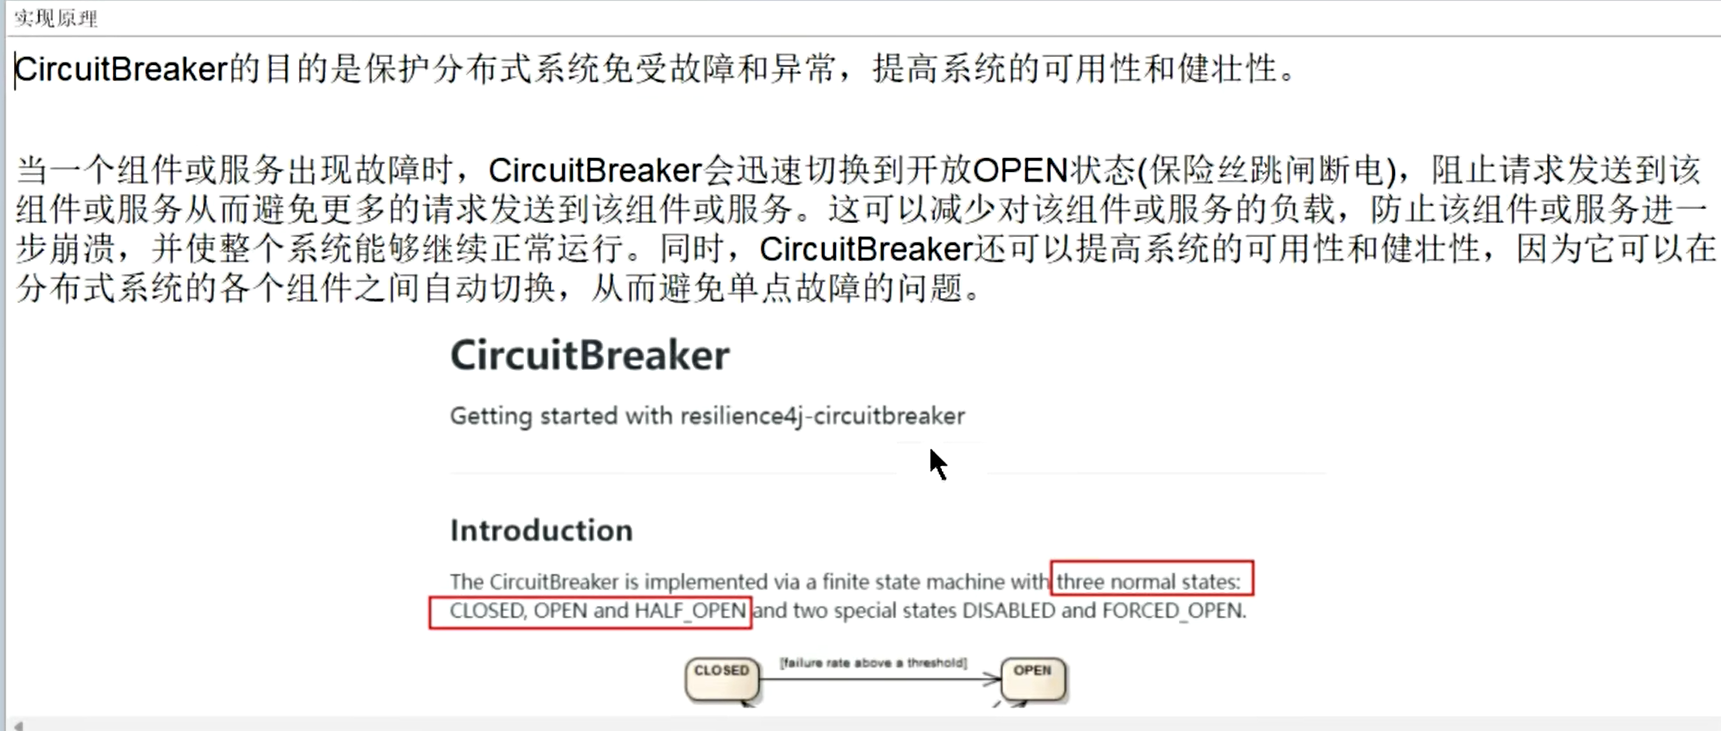 实现原理
CircuitBreaker的目的是保护分布式系统免受故障和异常，提高系统的可用性和健壮性。
当一个组件或服务出现故障时，CircuitBreaker会迅速切换到开放OPEN状态(保险丝跳闸断电)，阻止请求发送到该
组件或服务从而避免更多的请求发送到该组件或服务。这可以减少对该组件或服务的负载，防止该组件或服务进一
步崩溃，并使整个系统能够继续正常运行。同时，CircuitBreaker还可以提高系统的可用性和健壮性，因为它可以在
分布式系统的各个组件之间自动切换，从而避免单点故障的问题。
CircuitBreaker
Getting started with resilience4j-circuitbreaker
Introduction
The CircuitBreaker is implemented via a finite state machine with three normal states:
CLOSED, OPEN and HALF_OPEN and two special states DISABLED and FORCED_OPEN.
CLOSED [failure rate above a threshold] OPEN